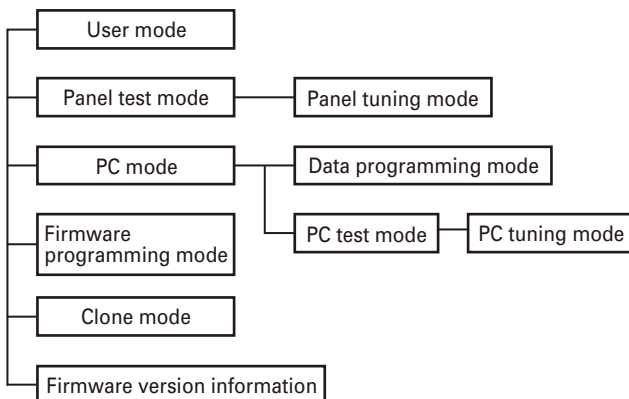 User mode
Panel test mode
Panel tuning mode
PC mode
Data programming mode
PC test mode
PC tuning mode
Firmware
programming mode
Clone mode
Firmware version information